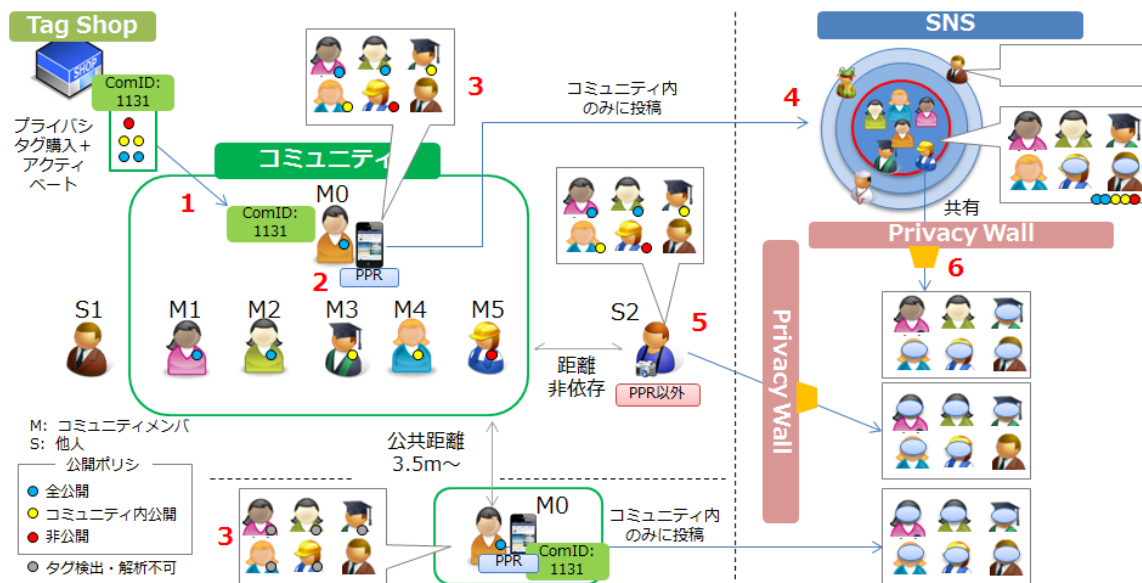 Tag Shop
SHOP
ComID:
1131
プライバシ
タグ購入＋
アクティ
ベート
1
コミュニティ
ComID:
1131
M0
2
PPR
3
コミュニティ内
のみに投稿
4
SNS
共有
Privacy Wall
6
S1
M1
M2
M3
M4
M5
S2
5
距離
非依存
PPR以外
Privacy Wall
M: コミュニティメンバ
S: 他人
公開ポリシ
全公開
コミュニティ内公開
非公開
タグ検出・解析不可
公共距離
3.5m～
3
M0
PPR
ComID:
1131
コミュニティ内
のみに投稿